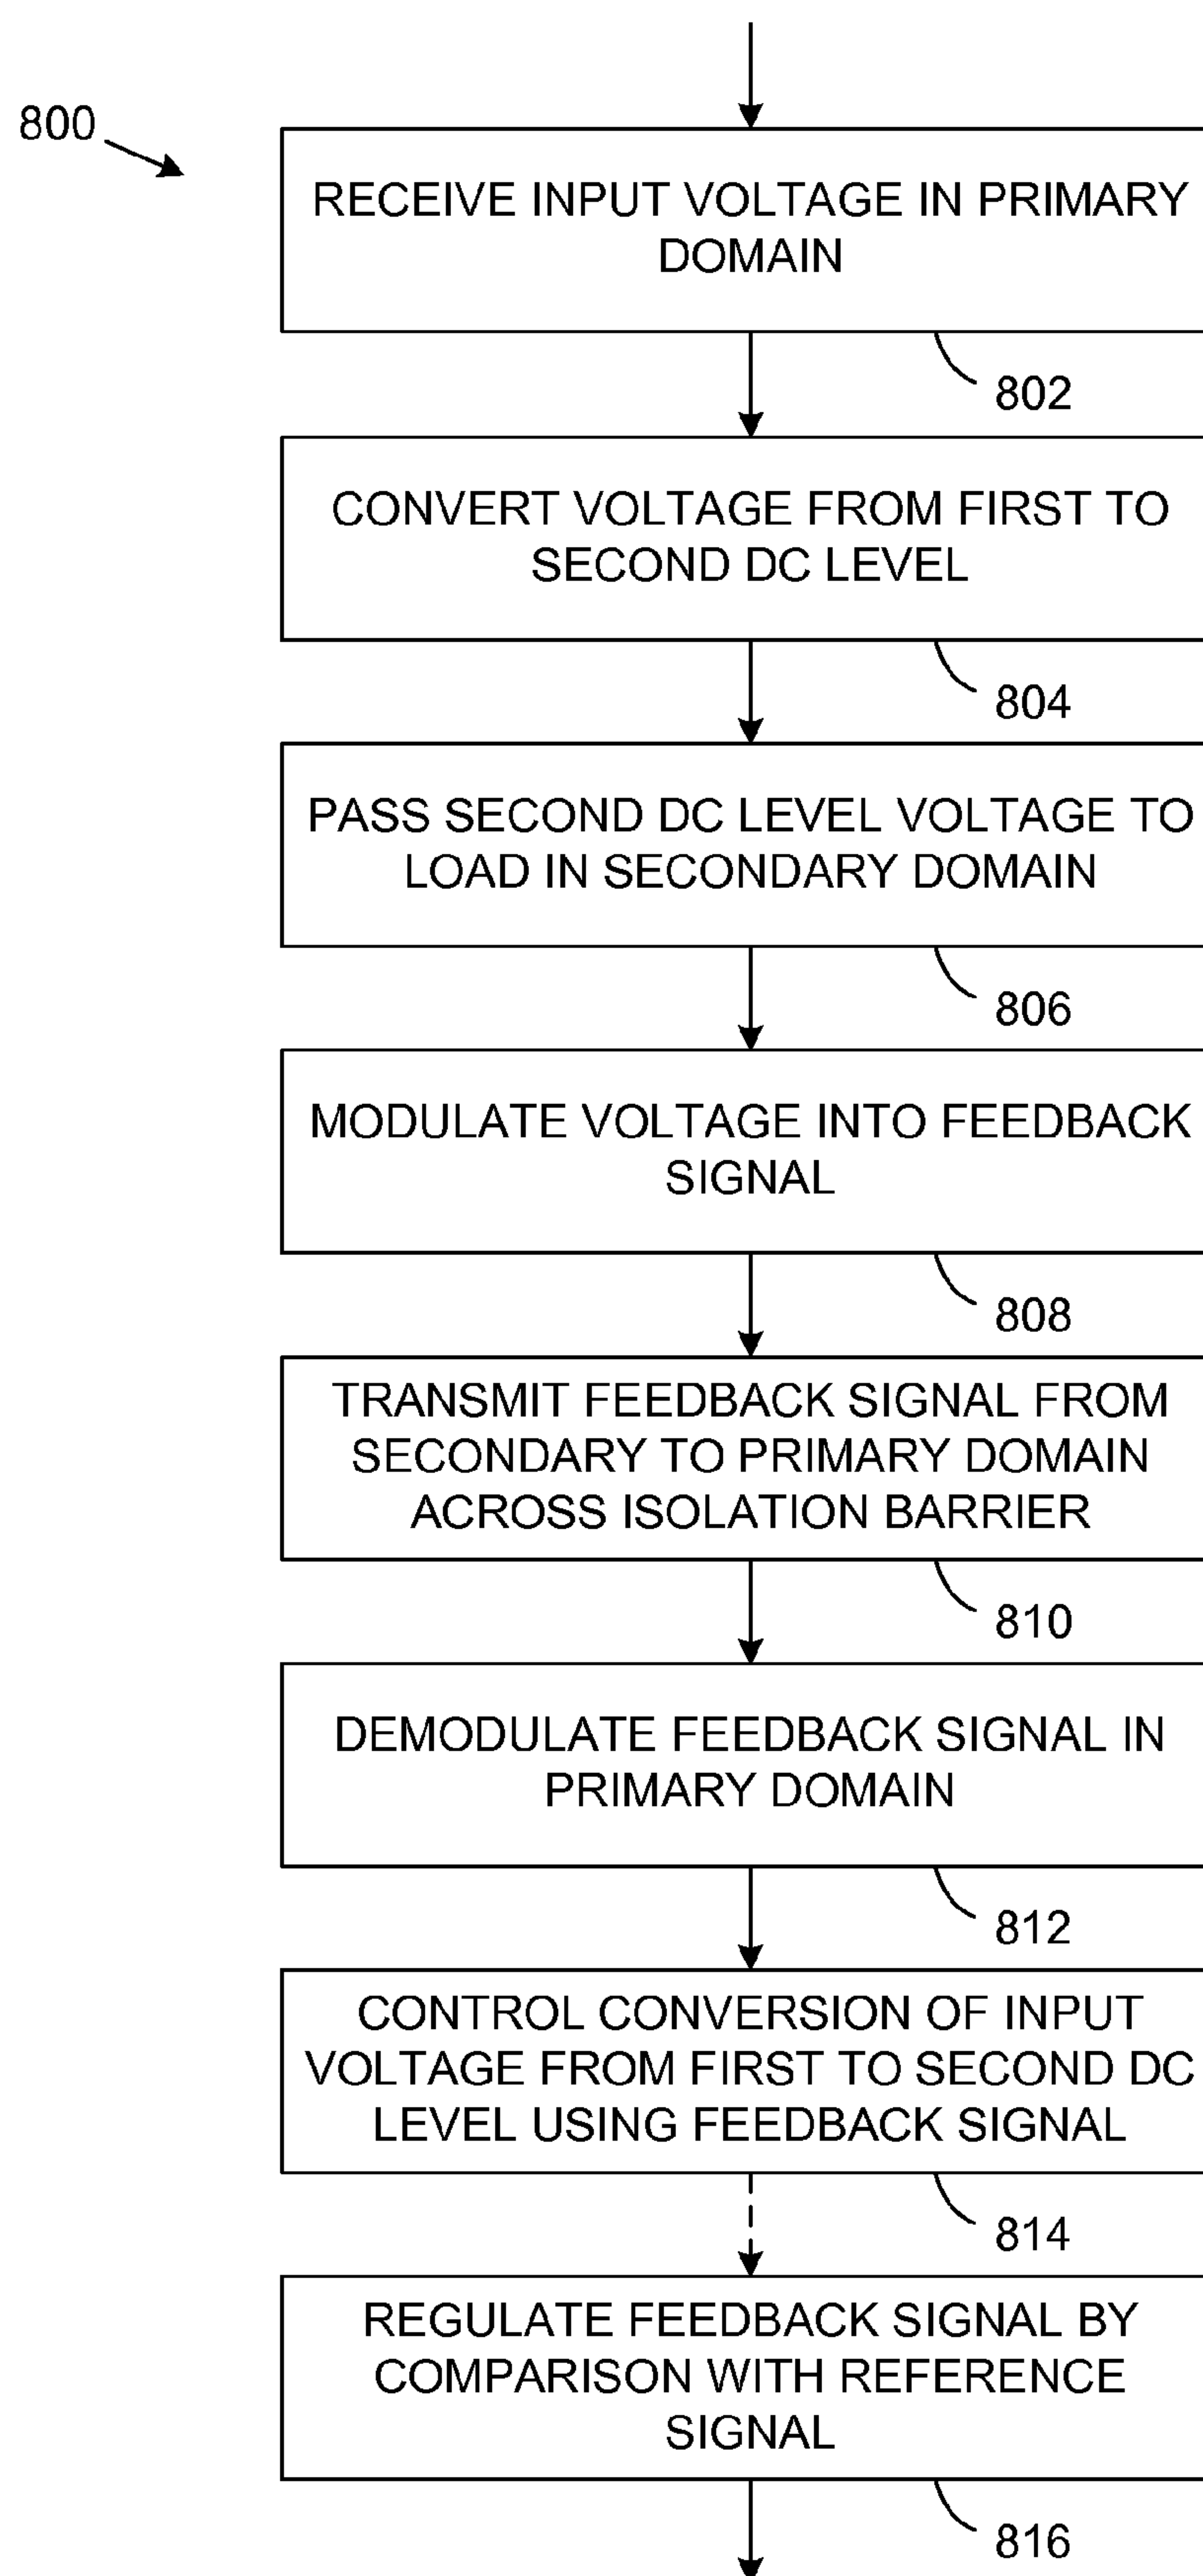 800
RECEIVE INPUT VOLTAGE IN PRIMARY
DOMAIN
802
CONVERT VOLTAGE FROM FIRST TO
SECOND DC LEVEL
804
PASS SECOND DC LEVEL VOLTAGE TO
LOAD IN SECONDARY DOMAIN
806
MODULATE VOLTAGE INTO FEEDBACK
SIGNAL
808
TRANSMIT FEEDBACK SIGNAL FROM
SECONDARY TO PRIMARY DOMAIN
ACROSS ISOLATION BARRIER
810
DEMODULATE FEEDBACK SIGNAL IN
PRIMARY DOMAIN
812
CONTROL CONVERSION OF INPUT
VOLTAGE FROM FIRST TO SECOND DC
LEVEL USING FEEDBACK SIGNAL
814
REGULATE FEEDBACK SIGNAL BY
COMPARISON WITH REFERENCE
SIGNAL
816